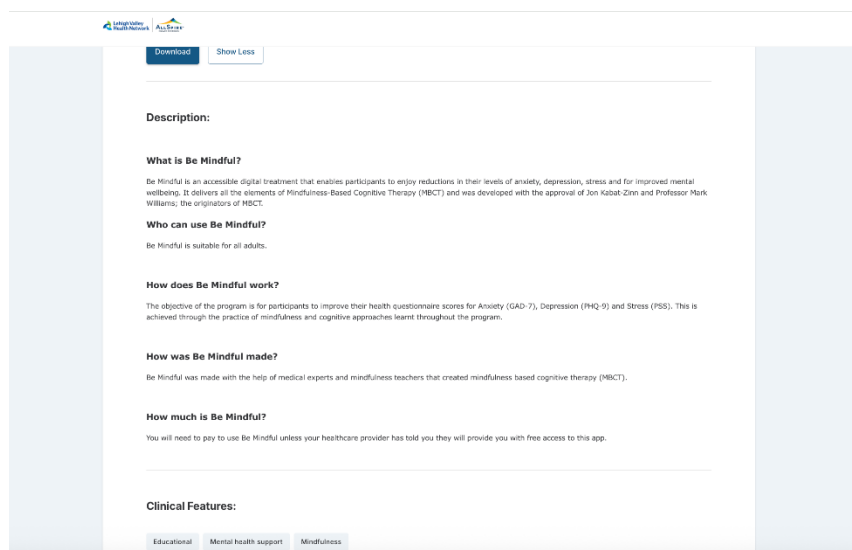 Lehigh Valley
Health Network
ALLSPIRE
Download
Show Less
Description:
What is Be Mindful?
Be Mindful is an accessible digital treatment that enables participants to enjoy reductions in their levels of anxiety, depression, stress and for improved mental
wellbeing. It delivers all the elements of Mindfulness-Based Cognitive Therapy (MBCT) and was developed with the approval of Jon Kabat-Zinn and Professor Mark
Williams; the originators of MBCT.
Who can use Be Mindful?
Be Mindful is suitable for all adults.
How does Be Mindful work?
The objective of the program is for participants to improve their health questionnaire scores for Anxiety (GAD-7), Depression (PHQ-9) and Stress (PSS). This is
achieved through the practice of mindfulness and cognitive approaches learnt throughout the program.
How was Be Mindful made?
Be Mindful was made with the help of medical experts and mindfulness teachers that created mindfulness based cognitive therapy (MBCT).
How much is Be Mindful?
You will need to pay to use Be Mindful unless your healthcare provider has told you they will provide you with free access to this app.
Clinical Features:
Educational
Mental health support
Mindfulness